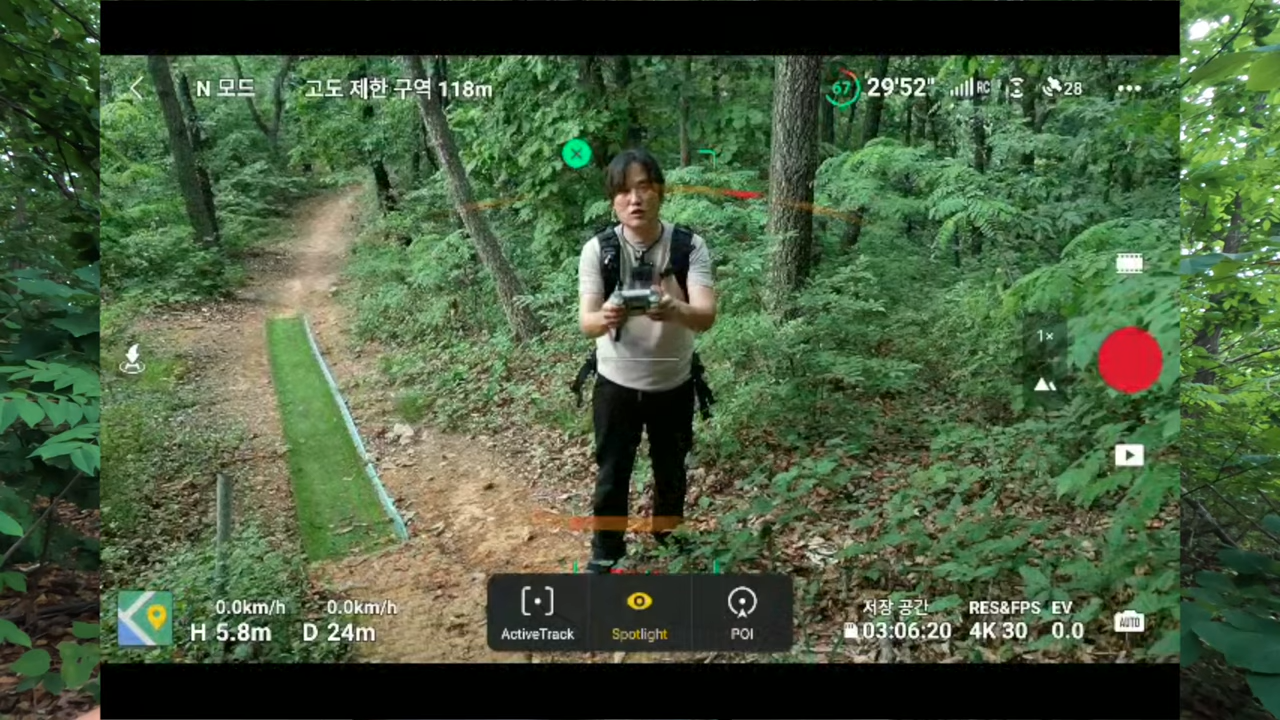 N 모드
고도 제한 구역 118m
67
29'52"
RC
28
1×
0.0km/h
0.0km/h
H 5.8m
D 24m
ActiveTrack
Spotlight
POI
저장 공간
03:06:20
RES&FPS
4K 30
EV
0.0
AUTO